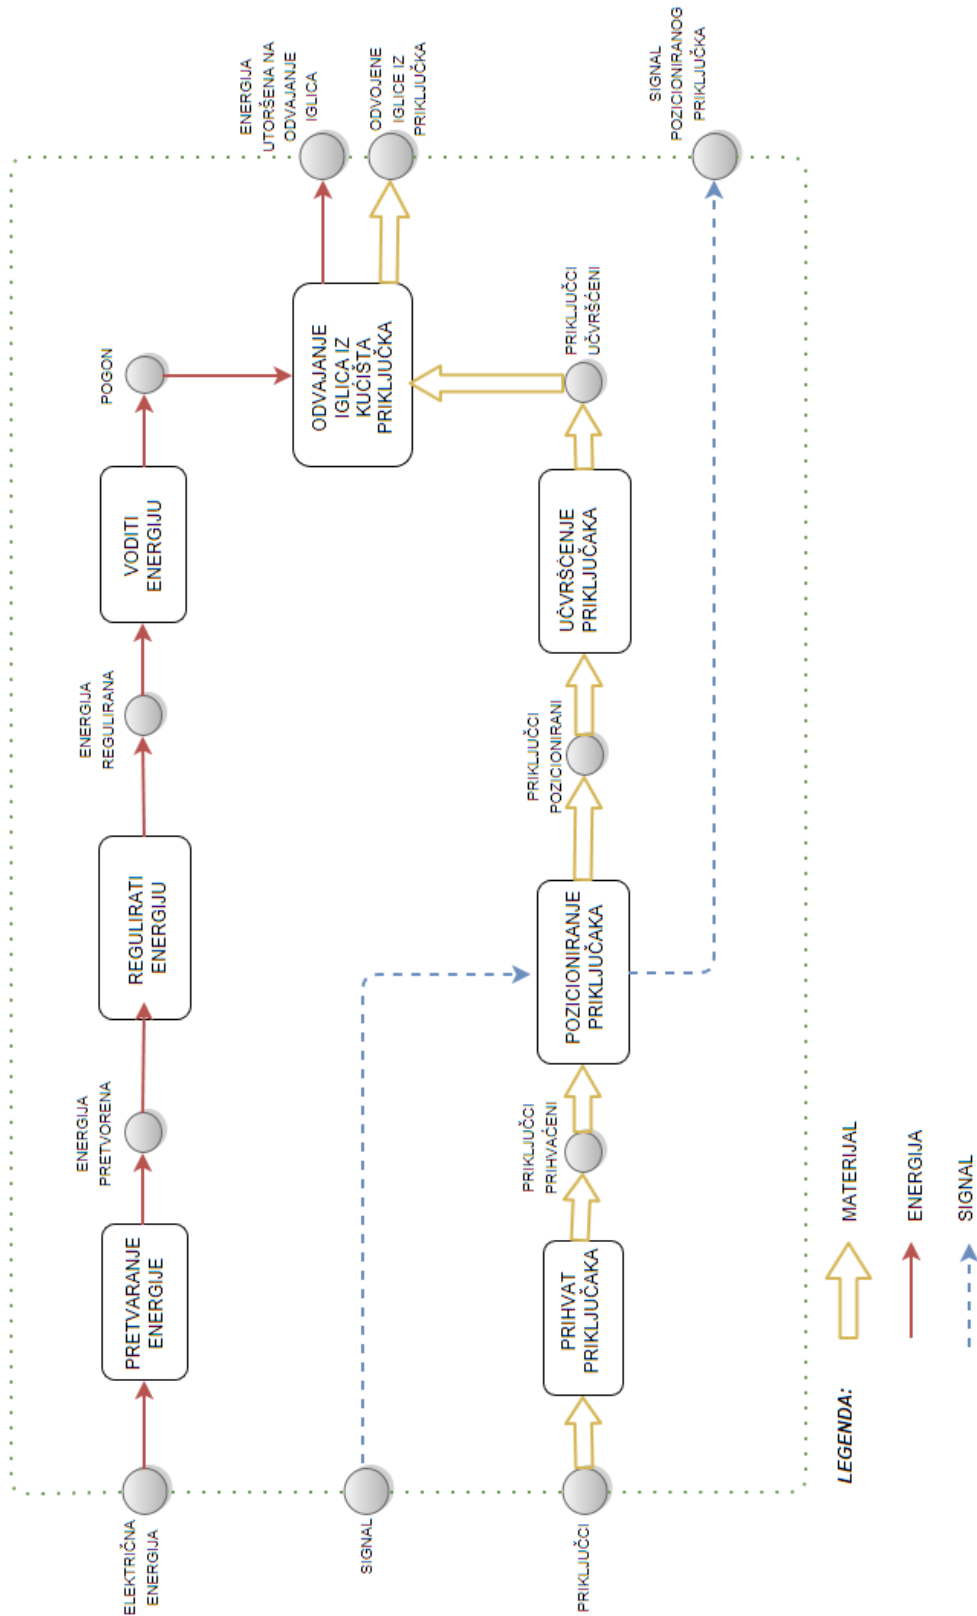 ELEKTRIČNA
ENERGIJA
PRETVARANJE
ENERGIJE
ENERGIJA
PRETVORENA
REGULIRATI
ENERGIJU
ENERGIJA
REGULIRANA
VODITI
ENERGIJU
POGON
ENERGIJA
UTORŠENA NA
ODVAJANJE
IGLICA
ODVOJENE
IGLICE IZ
PRIKLJUČKA
ODVAJANJE
IGLICA IZ
KUĆIŠTA
PRIKLJUČKA
SIGNAL
SIGNAL
POZICIONIRANOG
PRIKLJUČKA
PRIKLJUČCI
PRIHVAT
PRIKLJUČAKA
PRIKLJUČCI
PRIHVAĆENI
POZICIONIRANJE
PRIKLJUČAKA
PRIKLJUČCI
POZICIONIRANI
UČVRŠĆENJE
PRIKLJUČAKA
PRIKLJUČCI
UČVRŠĆENI
LEGENDA:
MATERIJAL
ENERGIJA
SIGNAL